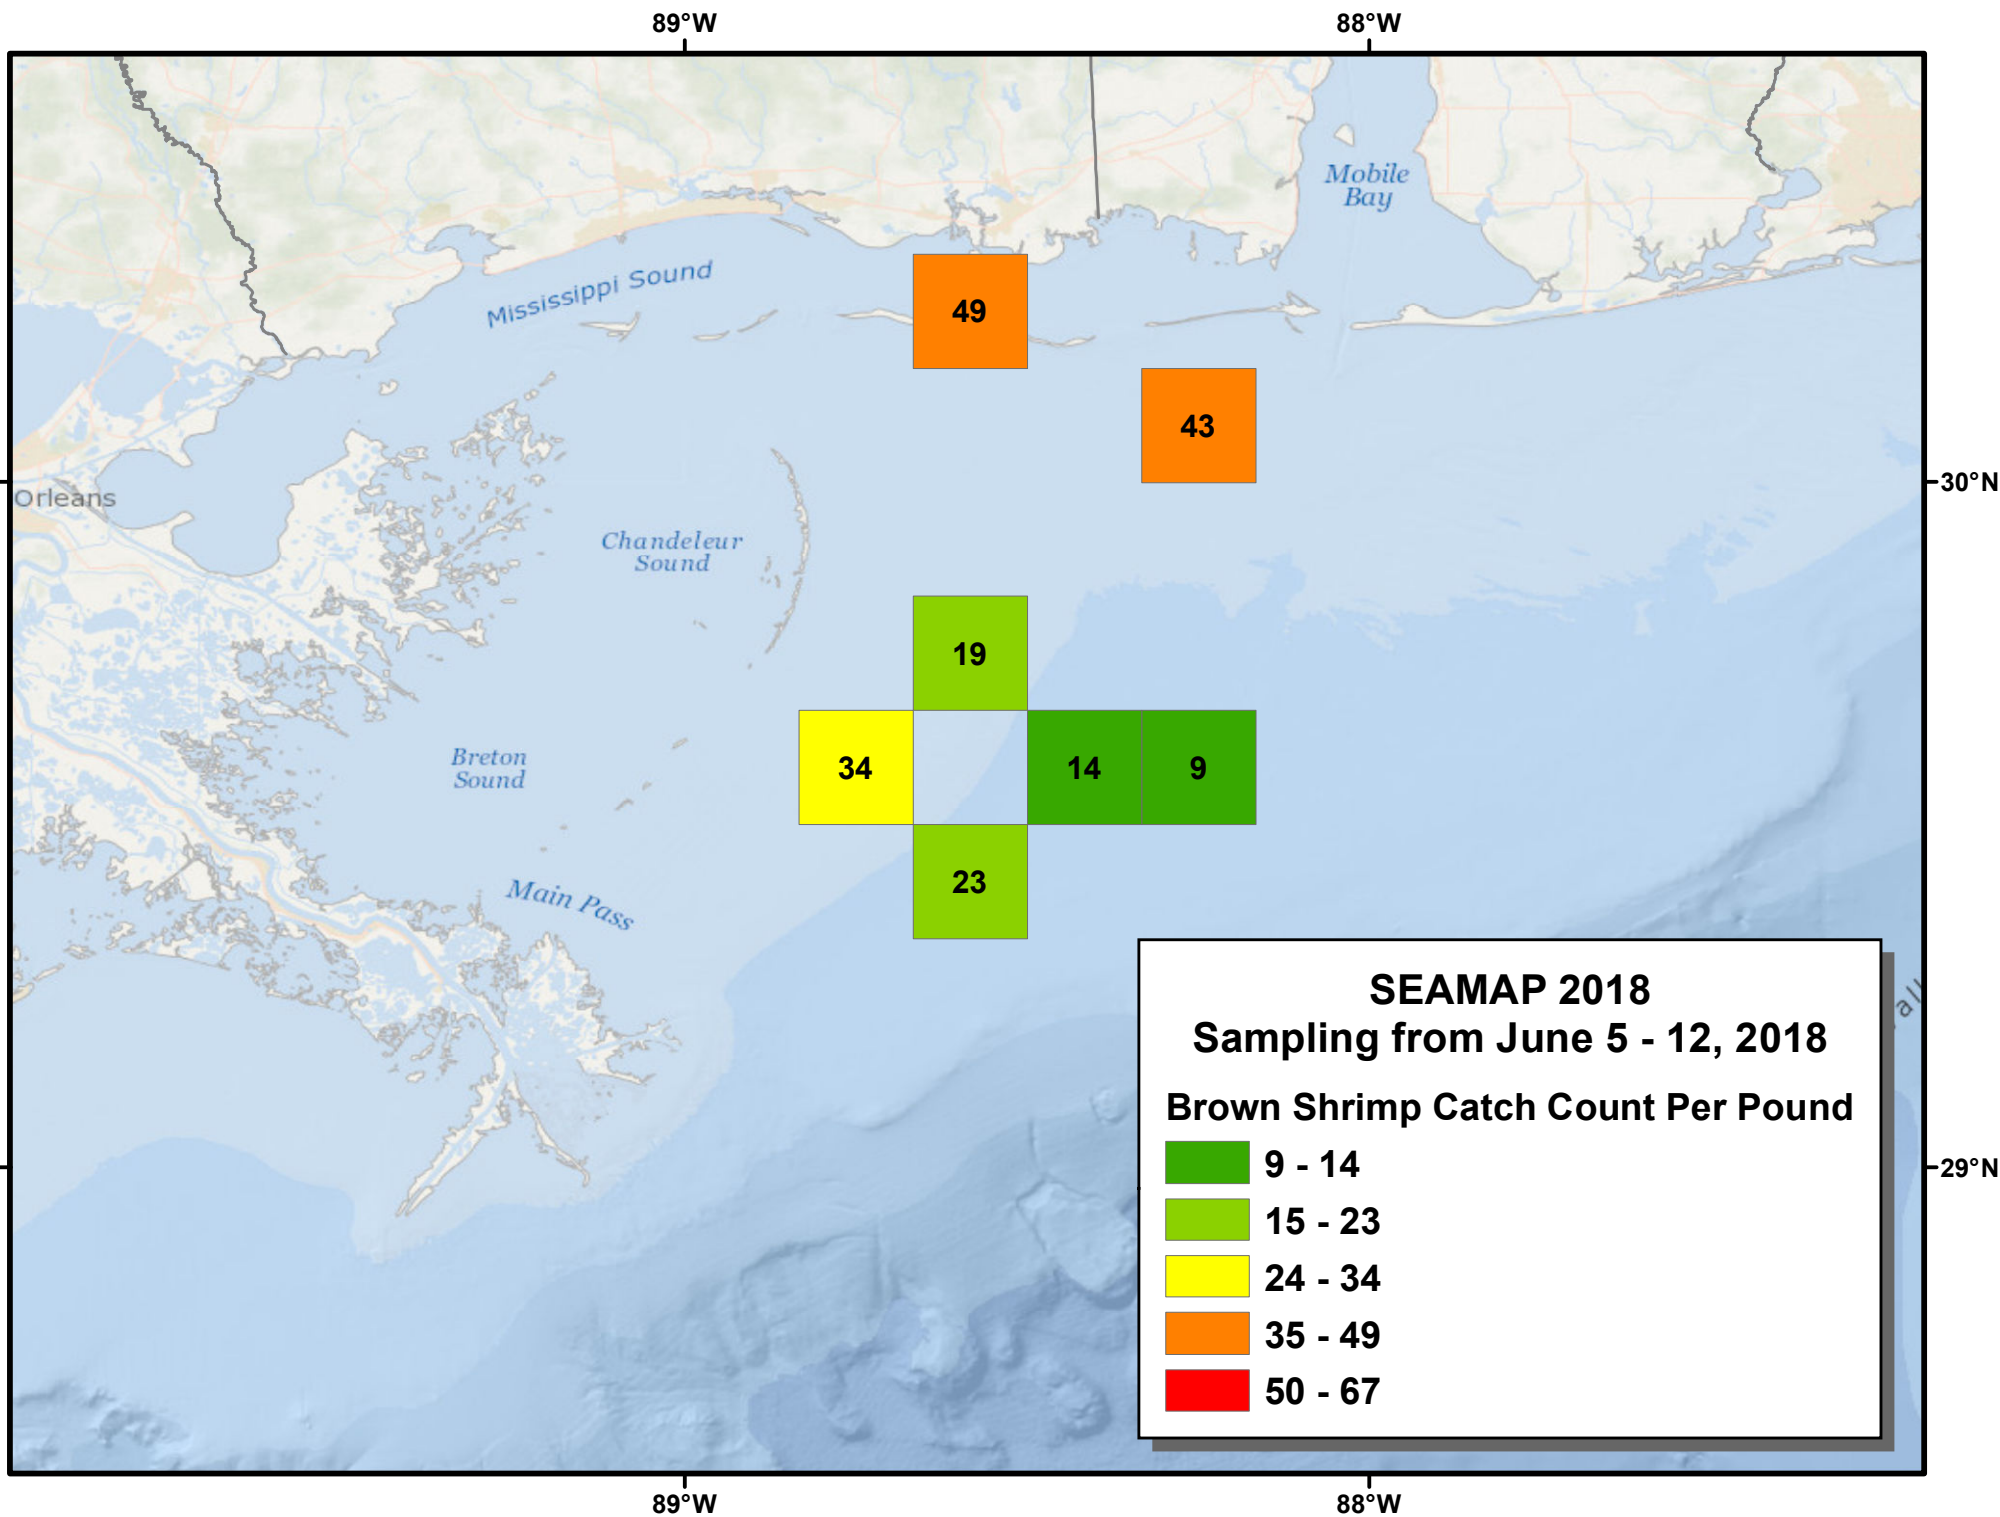 89°W
88°W
Mobile
Bay
Mississippi Sound
49
43
30°N
Orleans
Chandeleur
Sound
19
34
14
9
Breton
Sound
23
Main Pass
SEAMAP 2018
Sampling from June 5 - 12, 2018
Brown Shrimp Catch Count Per Pound
9 - 14
15 - 23
24 - 34
35 - 49
50 - 67
29°N
89°W
88°W